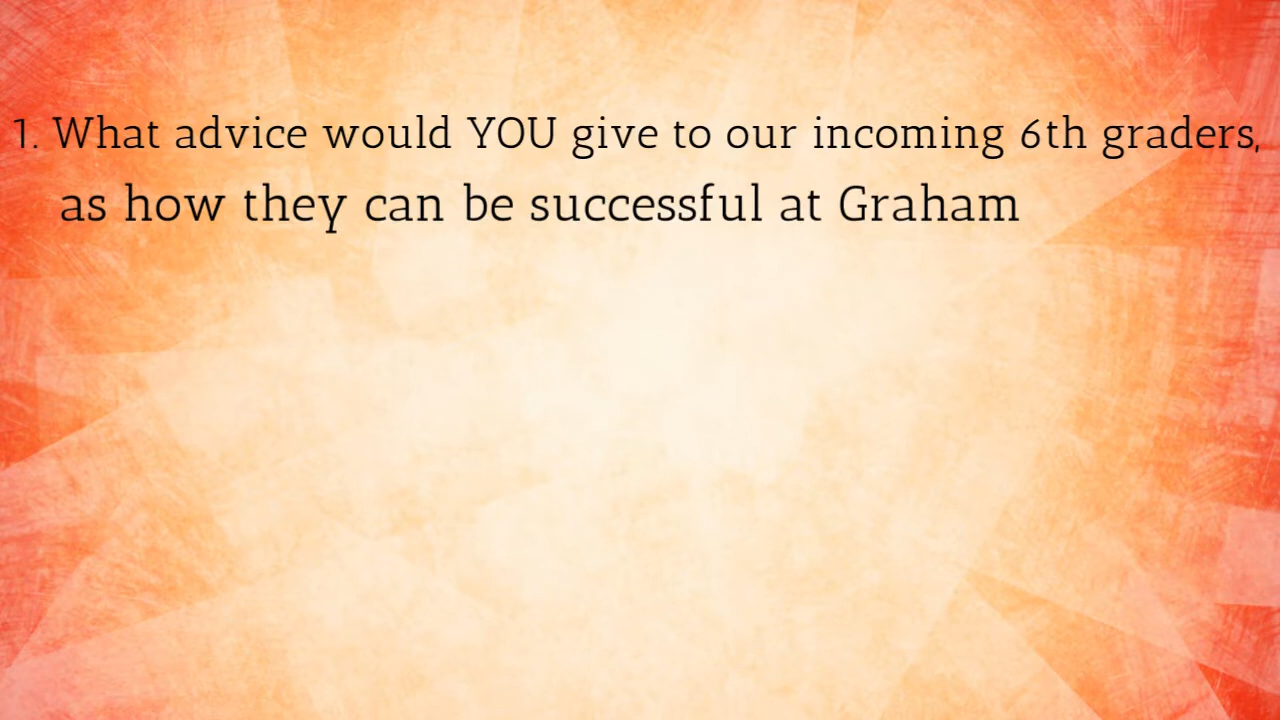 1. What advice would YOU give to our incoming 6th graders,
as how they can be successful at Graham